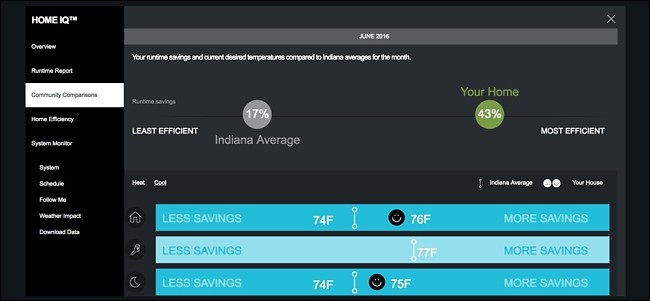 HOME IQ™
Overview
Runtime Report
Community Comparisons
Home Efficiency
System Monitor
System
Schedule
Follow Me
Weather Impact
Download Data
JUNE 2016
Your runtime savings and current desired temperatures compared to Indiana averages for the month.
Your Home
Runtime savings
17% 43%
LEAST EFFICIENT MOST EFFICIENT
Indiana Average
Heat Cool Indiana Average Your House
LESS SAVINGS 74F 76F MORE SAVINGS
LESS SAVINGS 77F MORE SAVINGS
LESS SAVINGS 74F 75F MORE SAVINGS